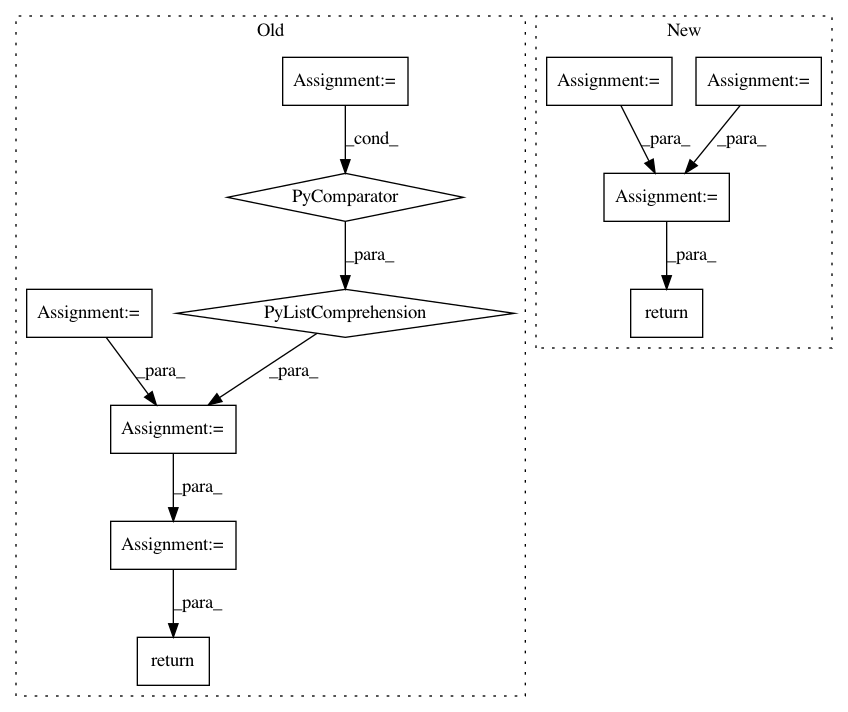 Old
New
Assignment:=
Assignment:=
Assignment:=
_cond_
_para_
_para_
PyComparator
Assignment:=
_para_
_para_
Assignment:=
PyListComprehension
return
_para_
_para_
Assignment:=
_para_
Assignment:=
_para_
return